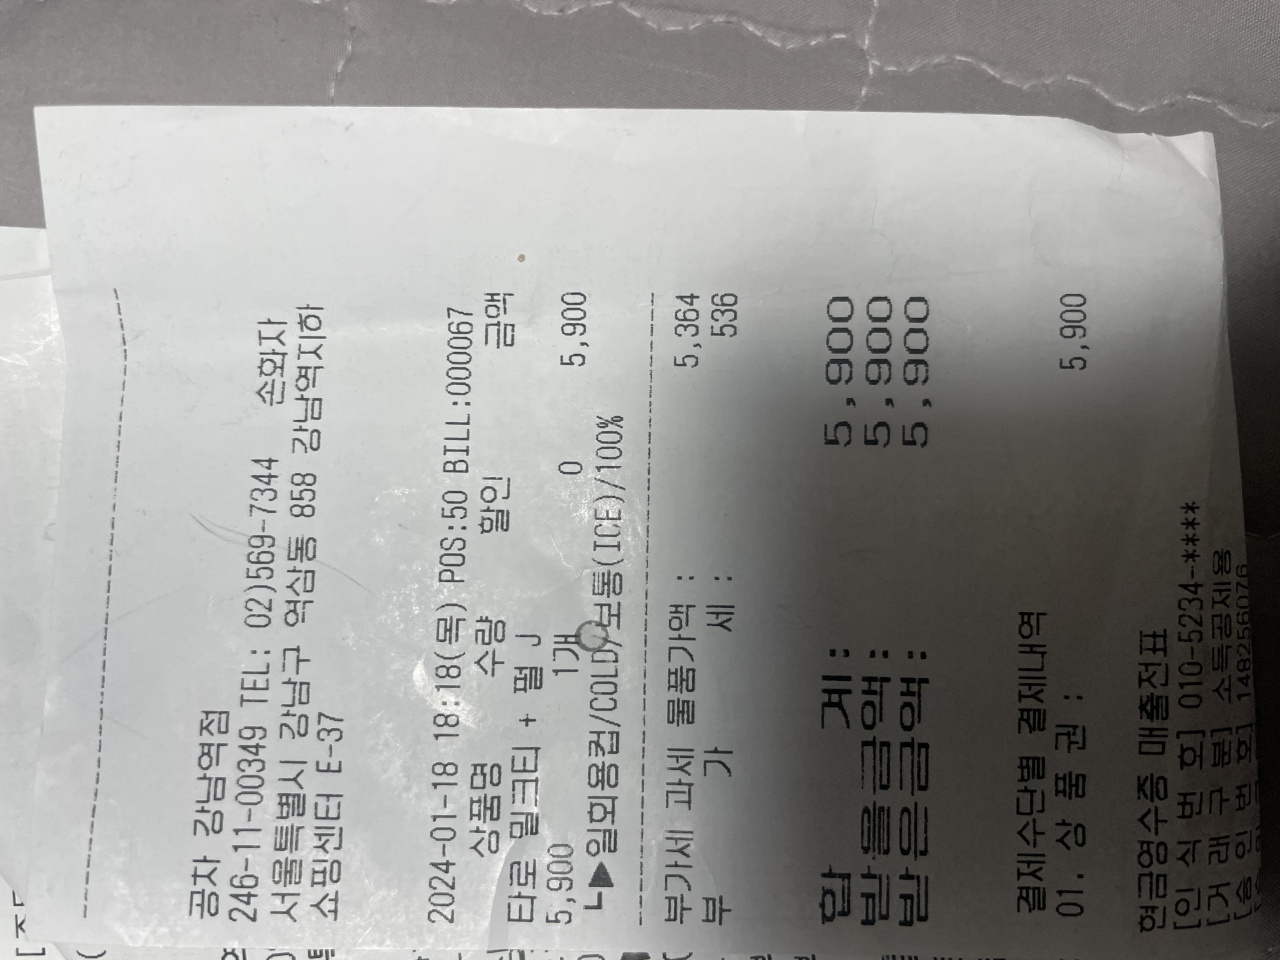 공차 강남역점
246-11-00349 TEL: 02)569-7344 손화자
서울특별시 강남구 역삼동 858 강남역지하
쇼핑센터 E-37
2024-01-18 18:18(목) POS:50 BILL:000067
상품명 수량 할인 금액
타로 밀크티 + 펄 J
5,900 1개 0 5,900
┗▶일회용컵/COLD/보통(ICE)/100%
부가세 과세 물품가액 : 5,364
부 가 세 : 536
합 계: 5,900
받을금액: 5,900
받은금액: 5,900
결제수단별 결제내역
01. 상 품 권 : 5,900
현금영수증 매출전표
[인 식 번 호] 010-5234-****
[거 래 구 분] 소득공제용
[승 인 번 호] 148256076